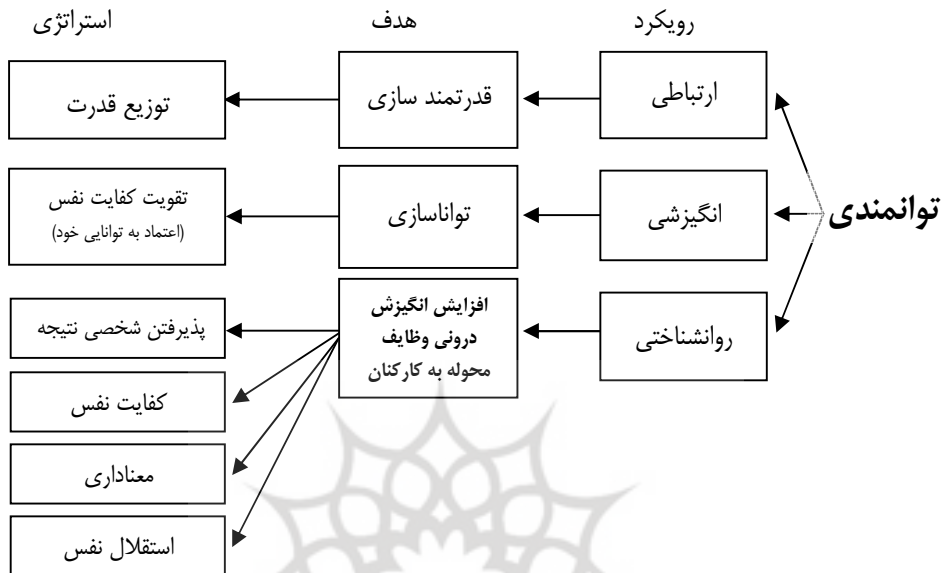 رویکرد
هدف
استراتژی
توانمندی
ارتباطی
قدرتمند سازی
توزیع قدرت
انگیزشی
تواناسازی
تقویت کفایت نفس
(اعتماد به توانایی خود)
روانشناختی
افزایش انگیزش
درونی وظایف
محوله به کارکنان
پذیرفتن شخصی نتیجه
کفایت نفس
معناداری
استقلال نفس